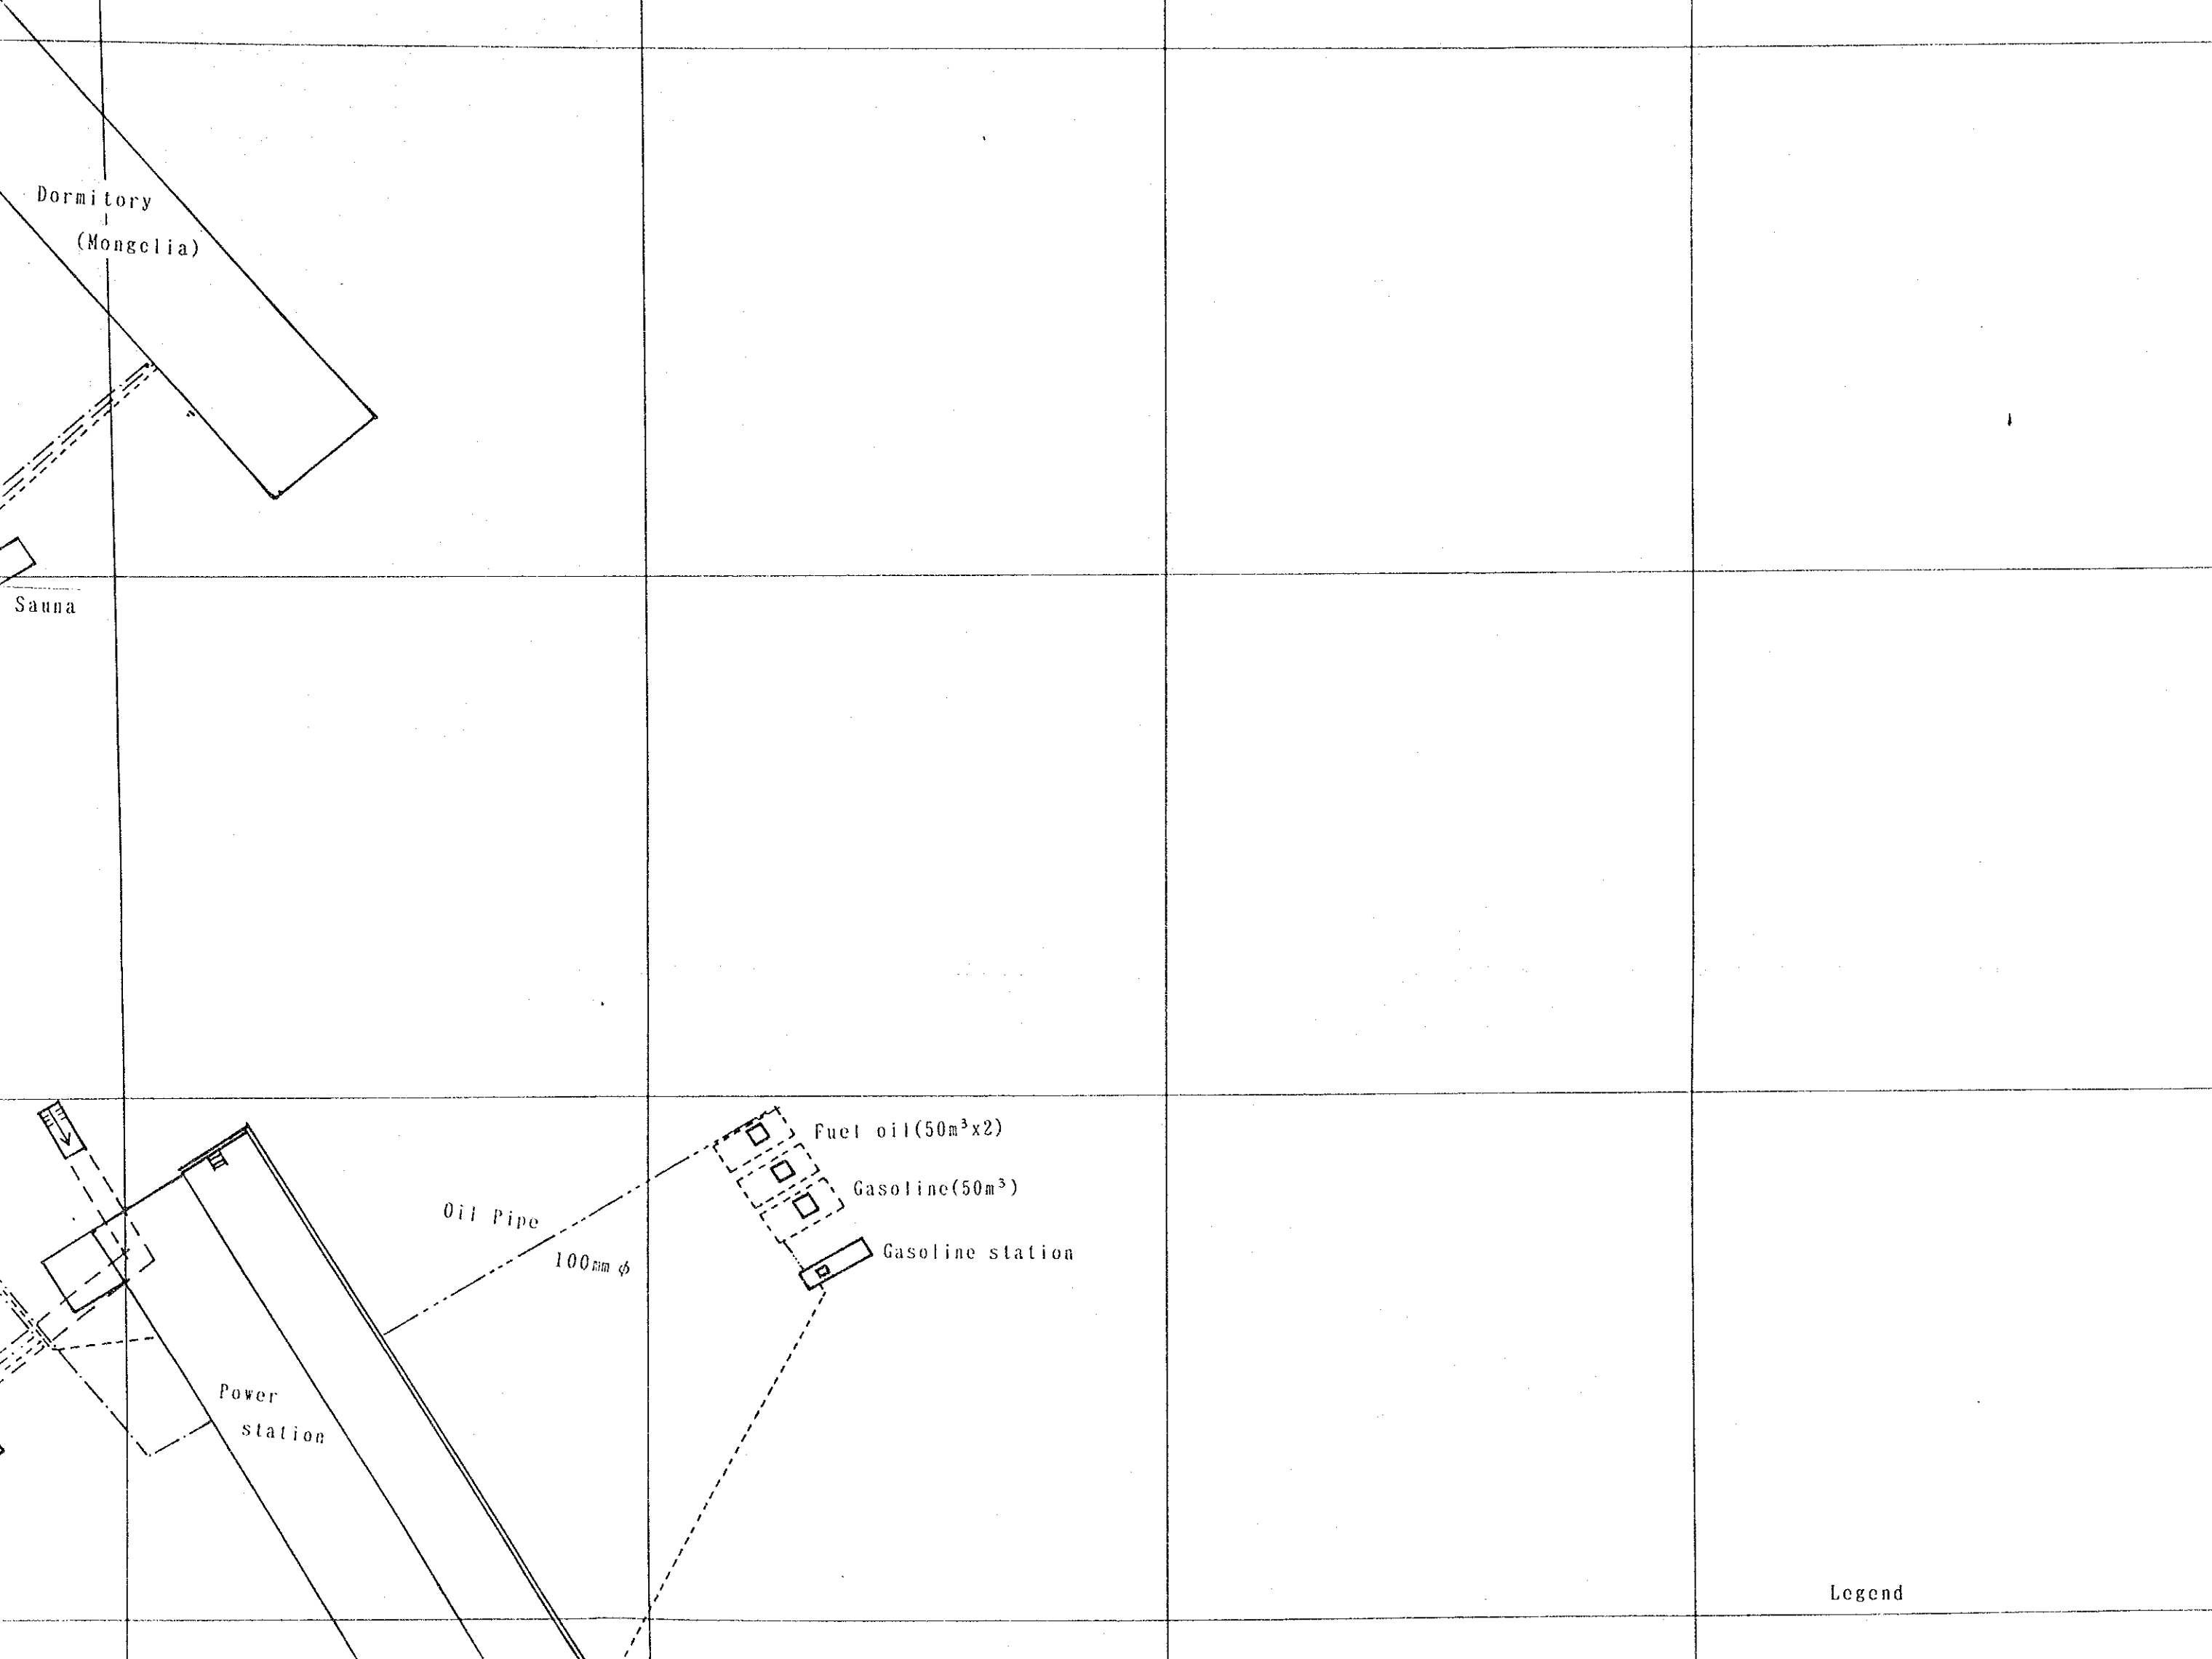 Dormitory
(Mongolia)
Sauna
Fuel oil(50m³x2)
Gasoline(50m³)
Oil Pipe
Gasoline station
100mm φ
Power
station
Legend